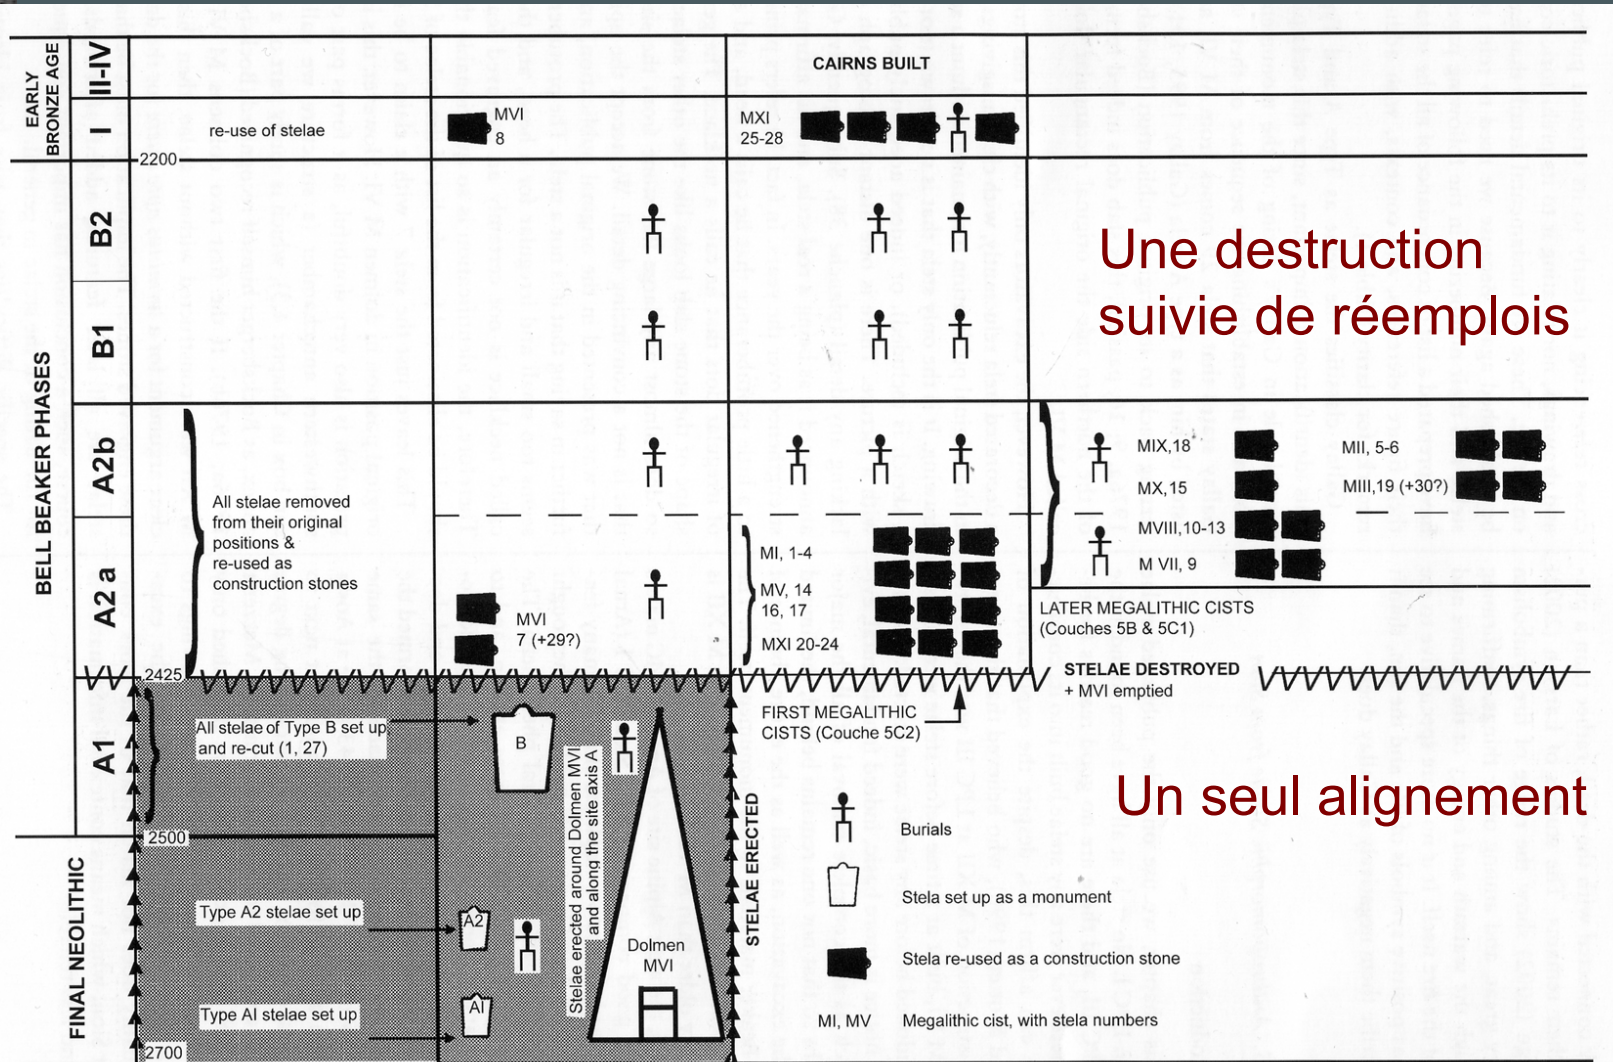 EARLY
BRONZE AGE
II-IV
CAIRNS BUILT
I
re-use of stelae
MVI
8
MXI
25-28
2200
BELL BEAKER PHASES
B2
Une destruction
suivie de réemplois
B1
A2b
All stelae removed
from their original
positions &
re-used as
construction stones
MIX,18
MII, 5-6
MX,15
MIII,19 (+30?)
MVIII,10-13
M VII, 9
A2 a
MI, 1-4
MV, 14
16, 17
MXI 20-24
MVI
7 (+29?)
LATER MEGALITHIC CISTS
(Couches 5B & 5C1)
STELAE DESTROYED
+ MVI emptied
2425
FIRST MEGALITHIC
CISTS (Couche 5C2)
A1
All stelae of Type B set up
and re-cut (1, 27)
B
Stelae erected around Dolmen MVI
and along the site axis A
STELAE ERECTED
Un seul alignement
2500
FINAL NEOLITHIC
Type A2 stelae set up
A2
Type AI stelae set up
AI
Dolmen
MVI
2700
Burials
Stela set up as a monument
Stela re-used as a construction stone
MI, MV
Megalithic cist, with stela numbers